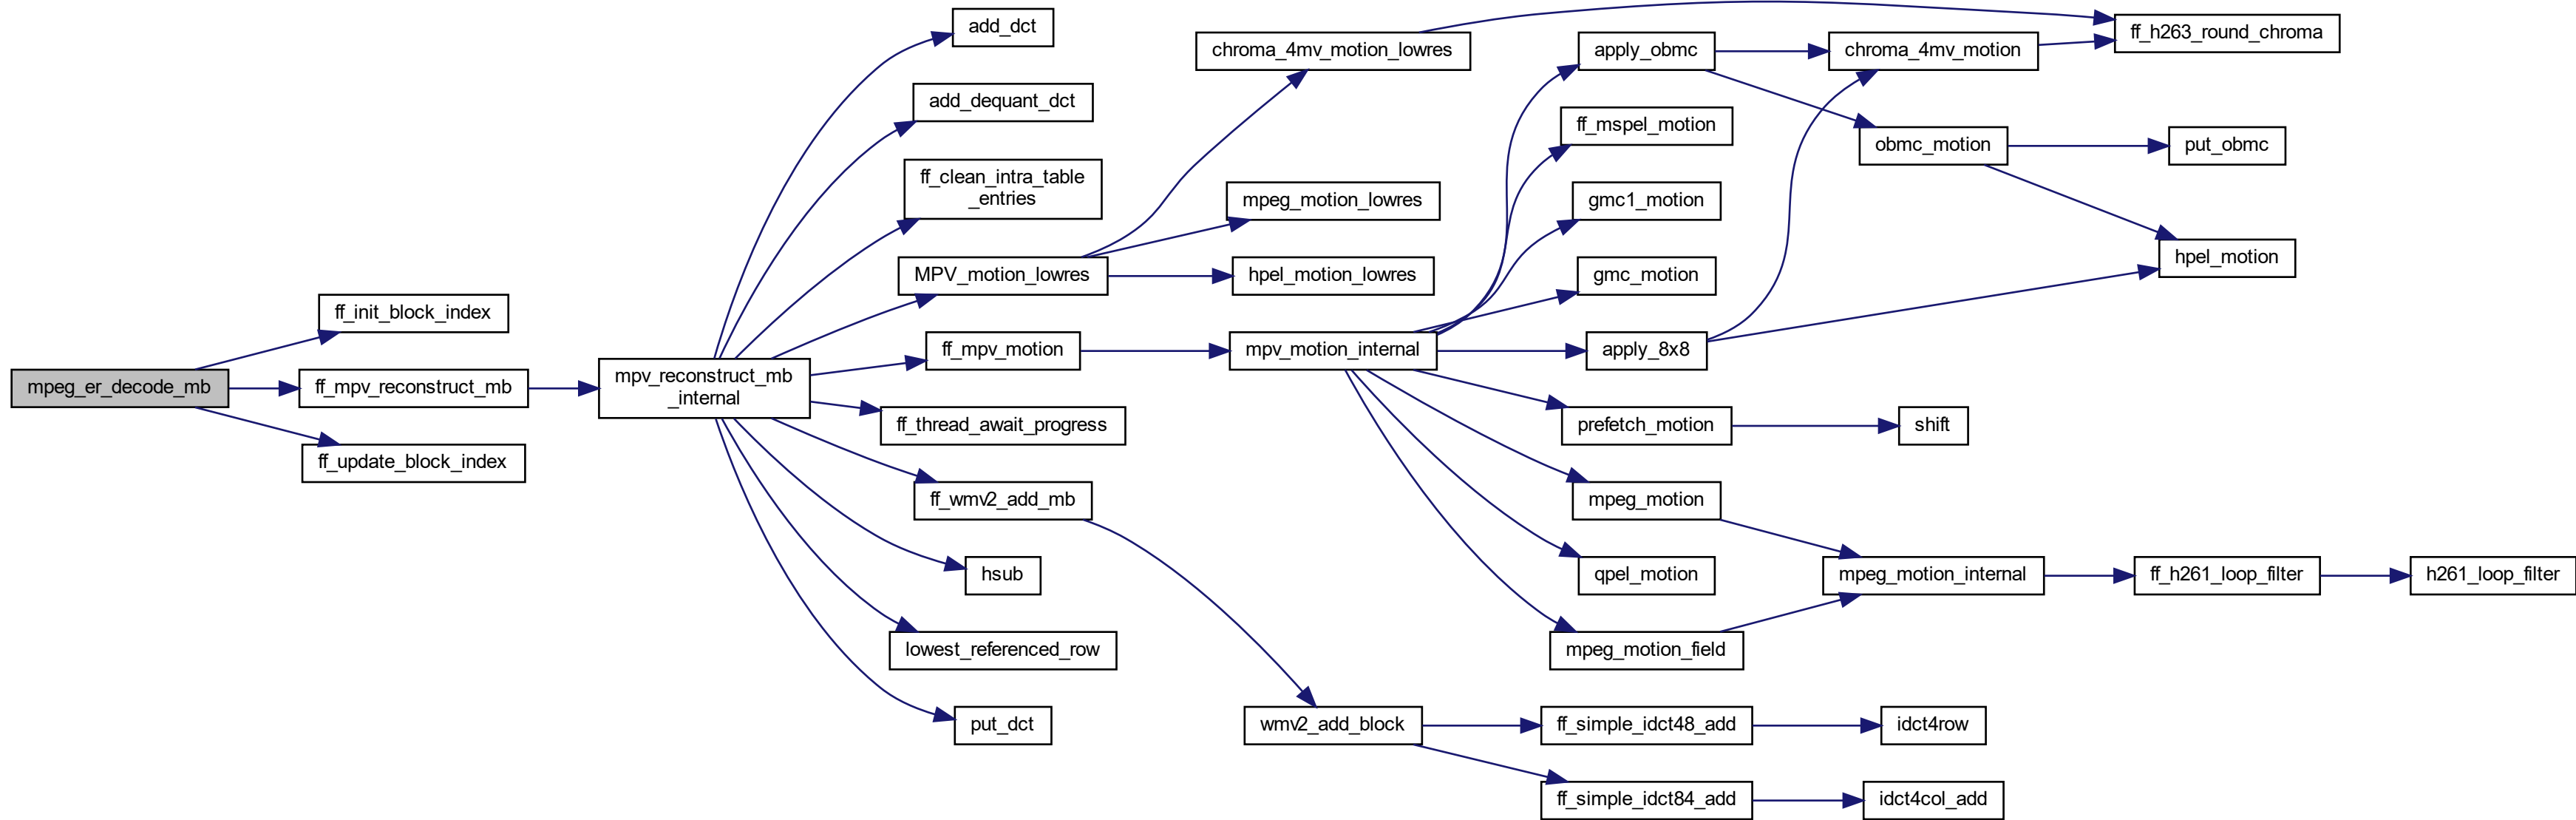 mpeg_er_decode_mb
ff_init_block_index
ff_mpv_reconstruct_mb
ff_update_block_index
mpv_reconstruct_mb
_internal
add_dct
add_dequant_dct
ff_clean_intra_table
_entries
MPV_motion_lowres
ff_mpv_motion
ff_thread_await_progress
ff_wmv2_add_mb
hsub
lowest_referenced_row
put_dct
chroma_4mv_motion_lowres
mpeg_motion_lowres
hpel_motion_lowres
mpv_motion_internal
wmv2_add_block
apply_obmc
ff_mspel_motion
gmc1_motion
gmc_motion
apply_8x8
prefetch_motion
mpeg_motion
qpel_motion
mpeg_motion_field
ff_simple_idct48_add
ff_simple_idct84_add
chroma_4mv_motion
obmc_motion
shift
mpeg_motion_internal
idct4row
idct4col_add
ff_h263_round_chroma
put_obmc
hpel_motion
ff_h261_loop_filter
h261_loop_filter